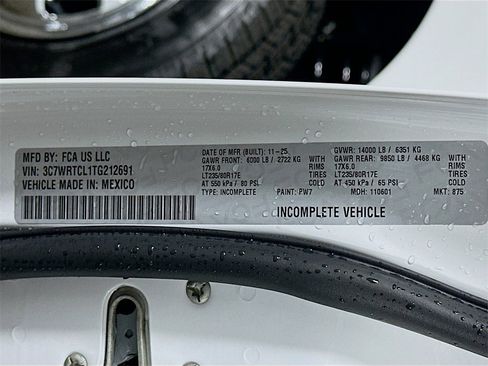 MFD BY: FCA US LLC
VIN: 3C7WRTCL1TG212691
VEHICLE MADE IN: MEXICO
DATE OF MFR (BUILT): 11-25
GAWR FRONT: 6000 LB / 2722 KG
17X6.0 WITH RIMS
LT235/80R17E TIRES
AT 550 kPa / 80 PSI
TYPE: INCOMPLETE PAINT: PW7
GVWR: 14000 LB / 6351 KG
GAWR REAR: 9850 LB / 4468 KG
17X6.0 WITH RIMS
LT235/80R17E TIRES
AT 450 kPa / 65 PSI
MDH: 110601 MKT: 875
INCOMPLETE VEHICLE